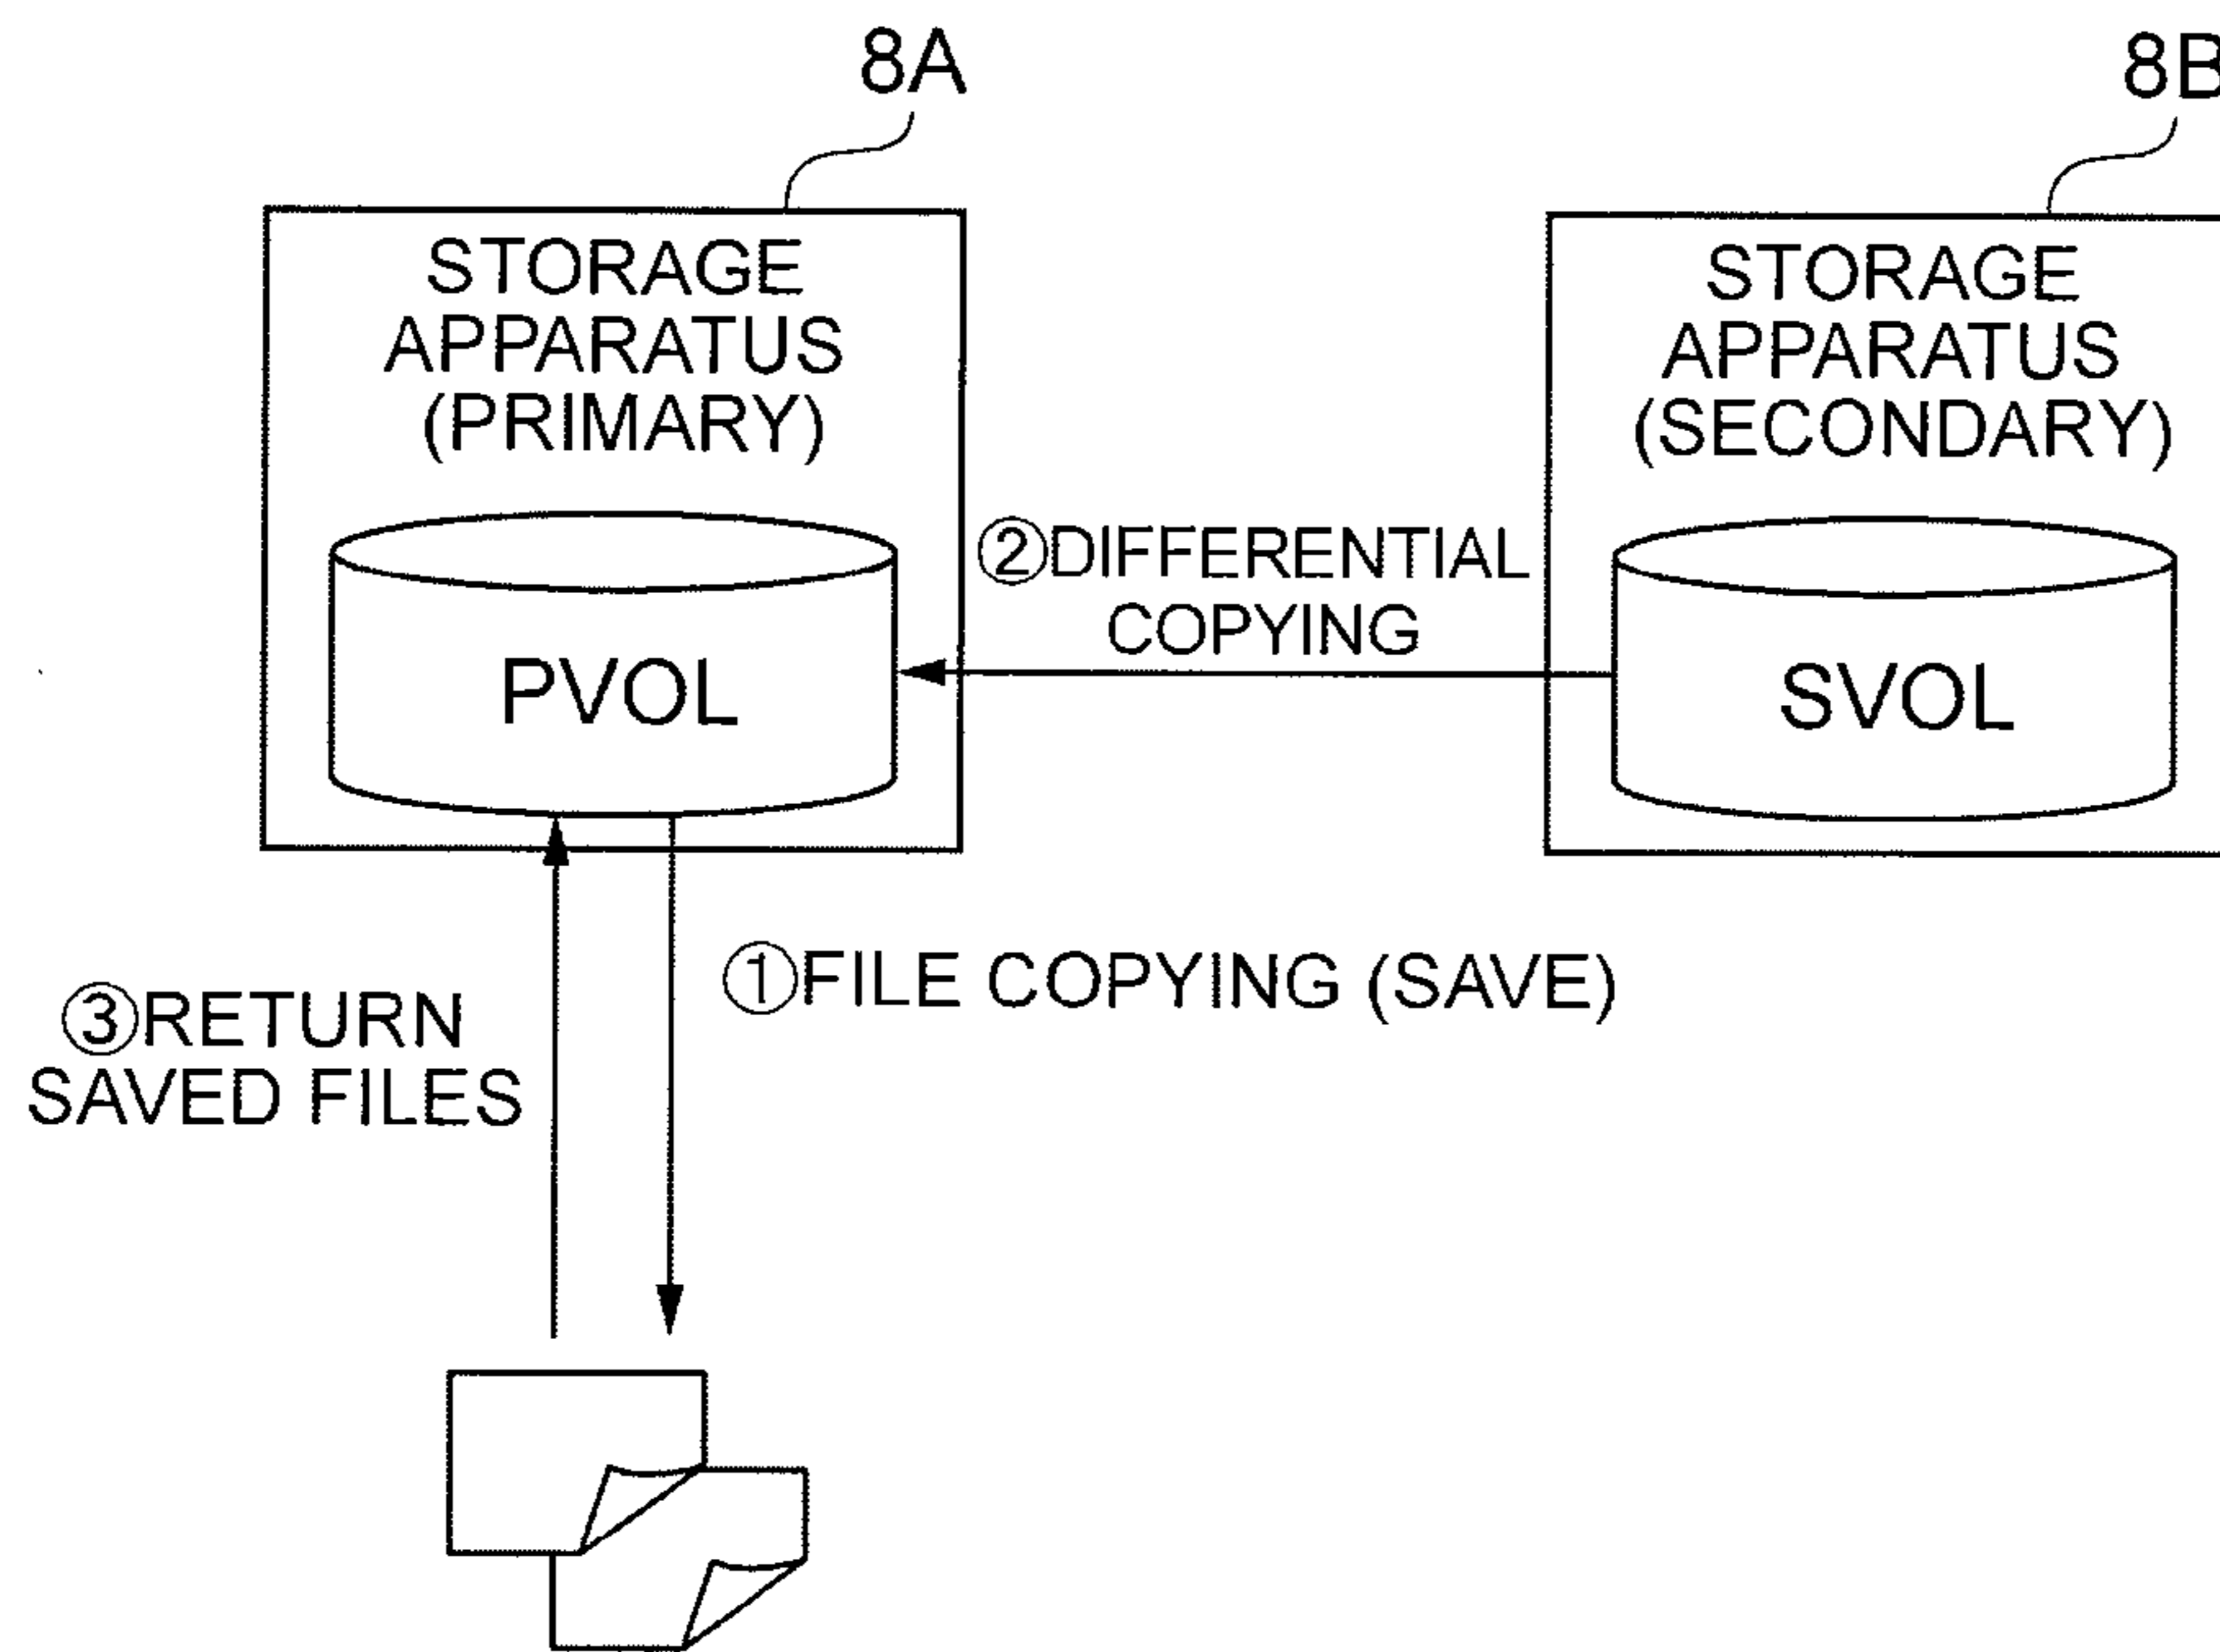 8A
8B
STORAGE
APPARATUS
(PRIMARY)
STORAGE
APPARATUS
(SECONDARY)
②DIFFERENTIAL
COPYING
PVOL
SVOL
①FILE COPYING (SAVE)
③RETURN
SAVED FILES